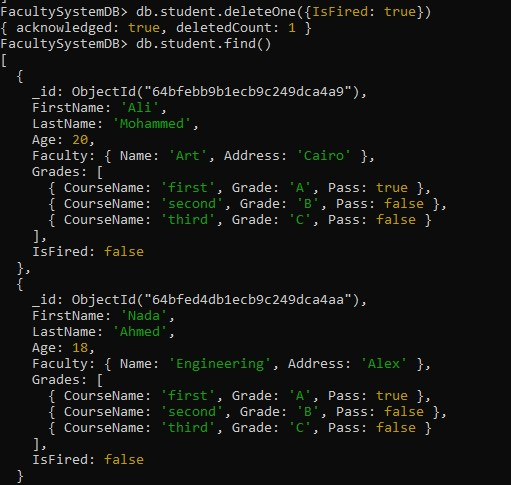 FacultySystemDB> db.student.deleteOne({IsFired: true})
{ acknowledged: true, deletedCount: 1 }
FacultySystemDB> db.student.find()
[
  {
    _id: ObjectId("64bfebb9b1ecb9c249dca4a9"),
    FirstName: 'Ali',
    LastName: 'Mohammed',
    Age: 20,
    Faculty: { Name: 'Art', Address: 'Cairo' },
    Grades: [
      { CourseName: 'first', Grade: 'A', Pass: true },
      { CourseName: 'second', Grade: 'B', Pass: false },
      { CourseName: 'third', Grade: 'C', Pass: false }
    ],
    IsFired: false
  },
  {
    _id: ObjectId("64bfed4db1ecb9c249dca4aa"),
    FirstName: 'Nada',
    LastName: 'Ahmed',
    Age: 18,
    Faculty: { Name: 'Engineering', Address: 'Alex' },
    Grades: [
      { CourseName: 'first', Grade: 'A', Pass: true },
      { CourseName: 'second', Grade: 'B', Pass: false },
      { CourseName: 'third', Grade: 'C', Pass: false }
    ],
    IsFired: false
  }